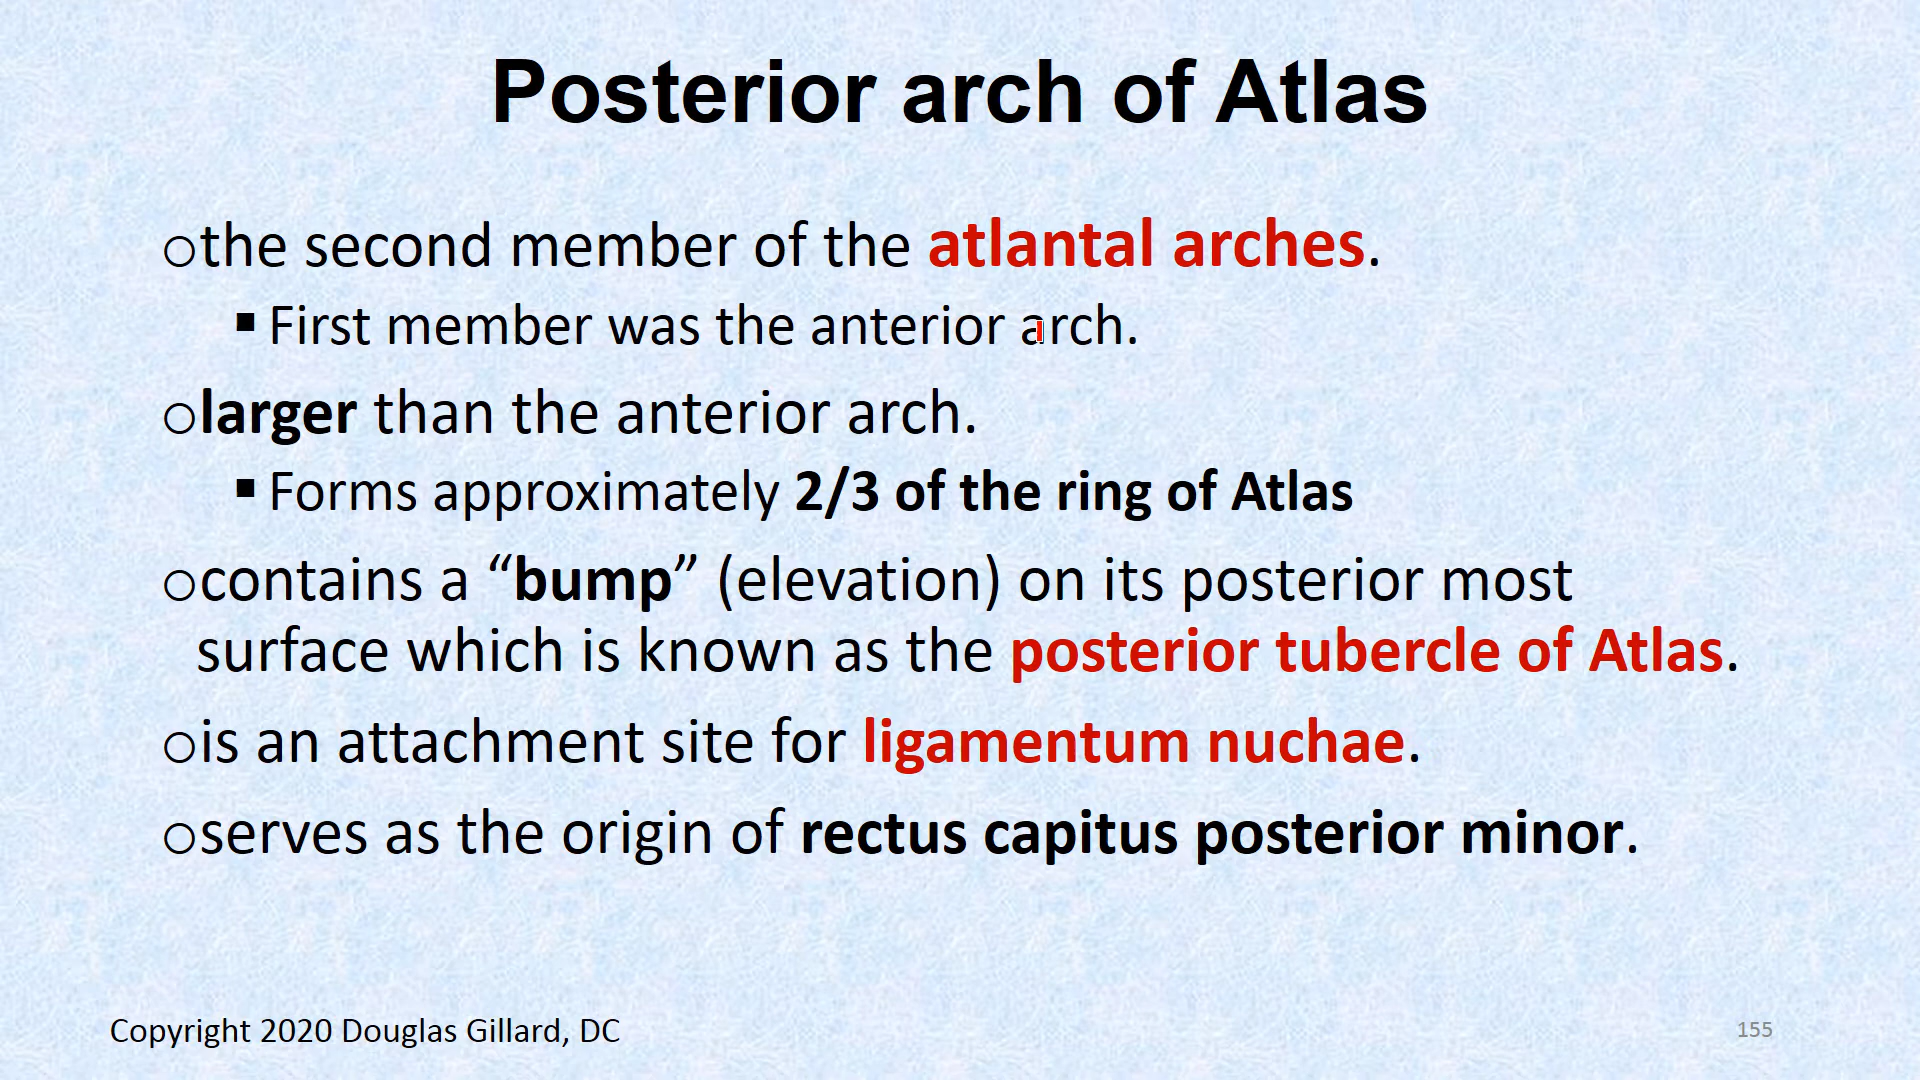 Posterior arch of Atlas
othe second member of the atlantal arches.
▪ First member was the anterior arch.
olarger than the anterior arch.
▪ Forms approximately 2/3 of the ring of Atlas
ocontains a “bump” (elevation) on its posterior most
surface which is known as the posterior tubercle of Atlas.
ois an attachment site for ligamentum nuchae.
oserves as the origin of rectus capitus posterior minor.
Copyright 2020 Douglas Gillard, DC
155